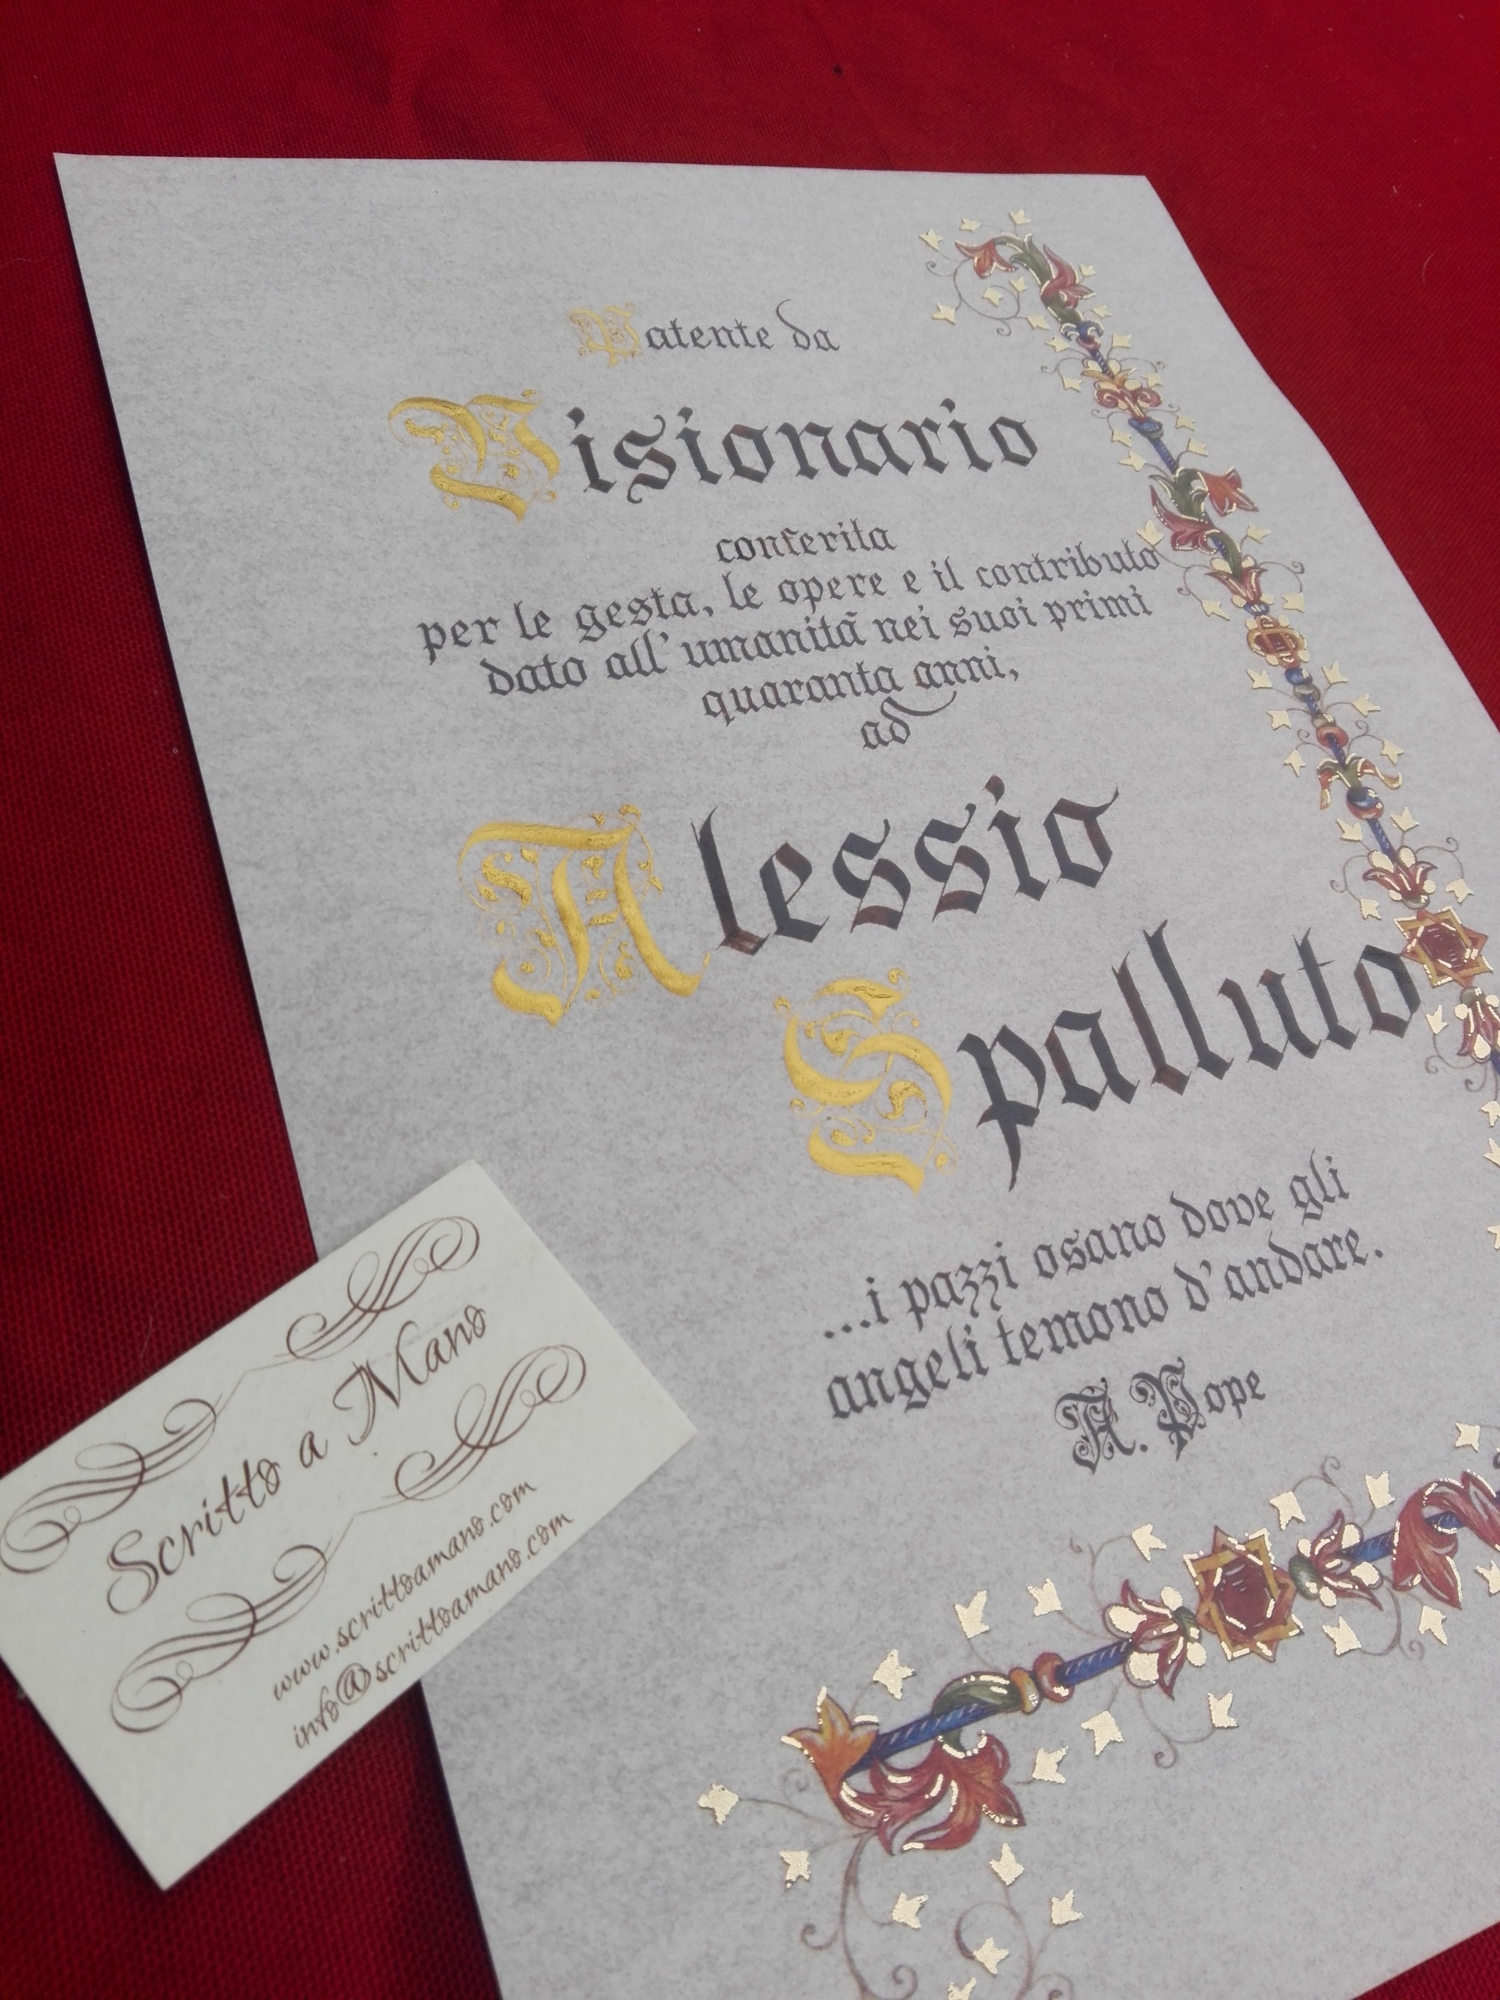 Patente da
Visionario
conferita
per le gesta, le opere e il contributo
dato all'umanità nei suoi primi
quaranta anni,
ad
Alessio
Spalluto
...i pazzi osano dove gli
angeli temono d'andare.
A. Pope
Scritto a Mano
www.scrittoamano.com
info@scrittoamano.com